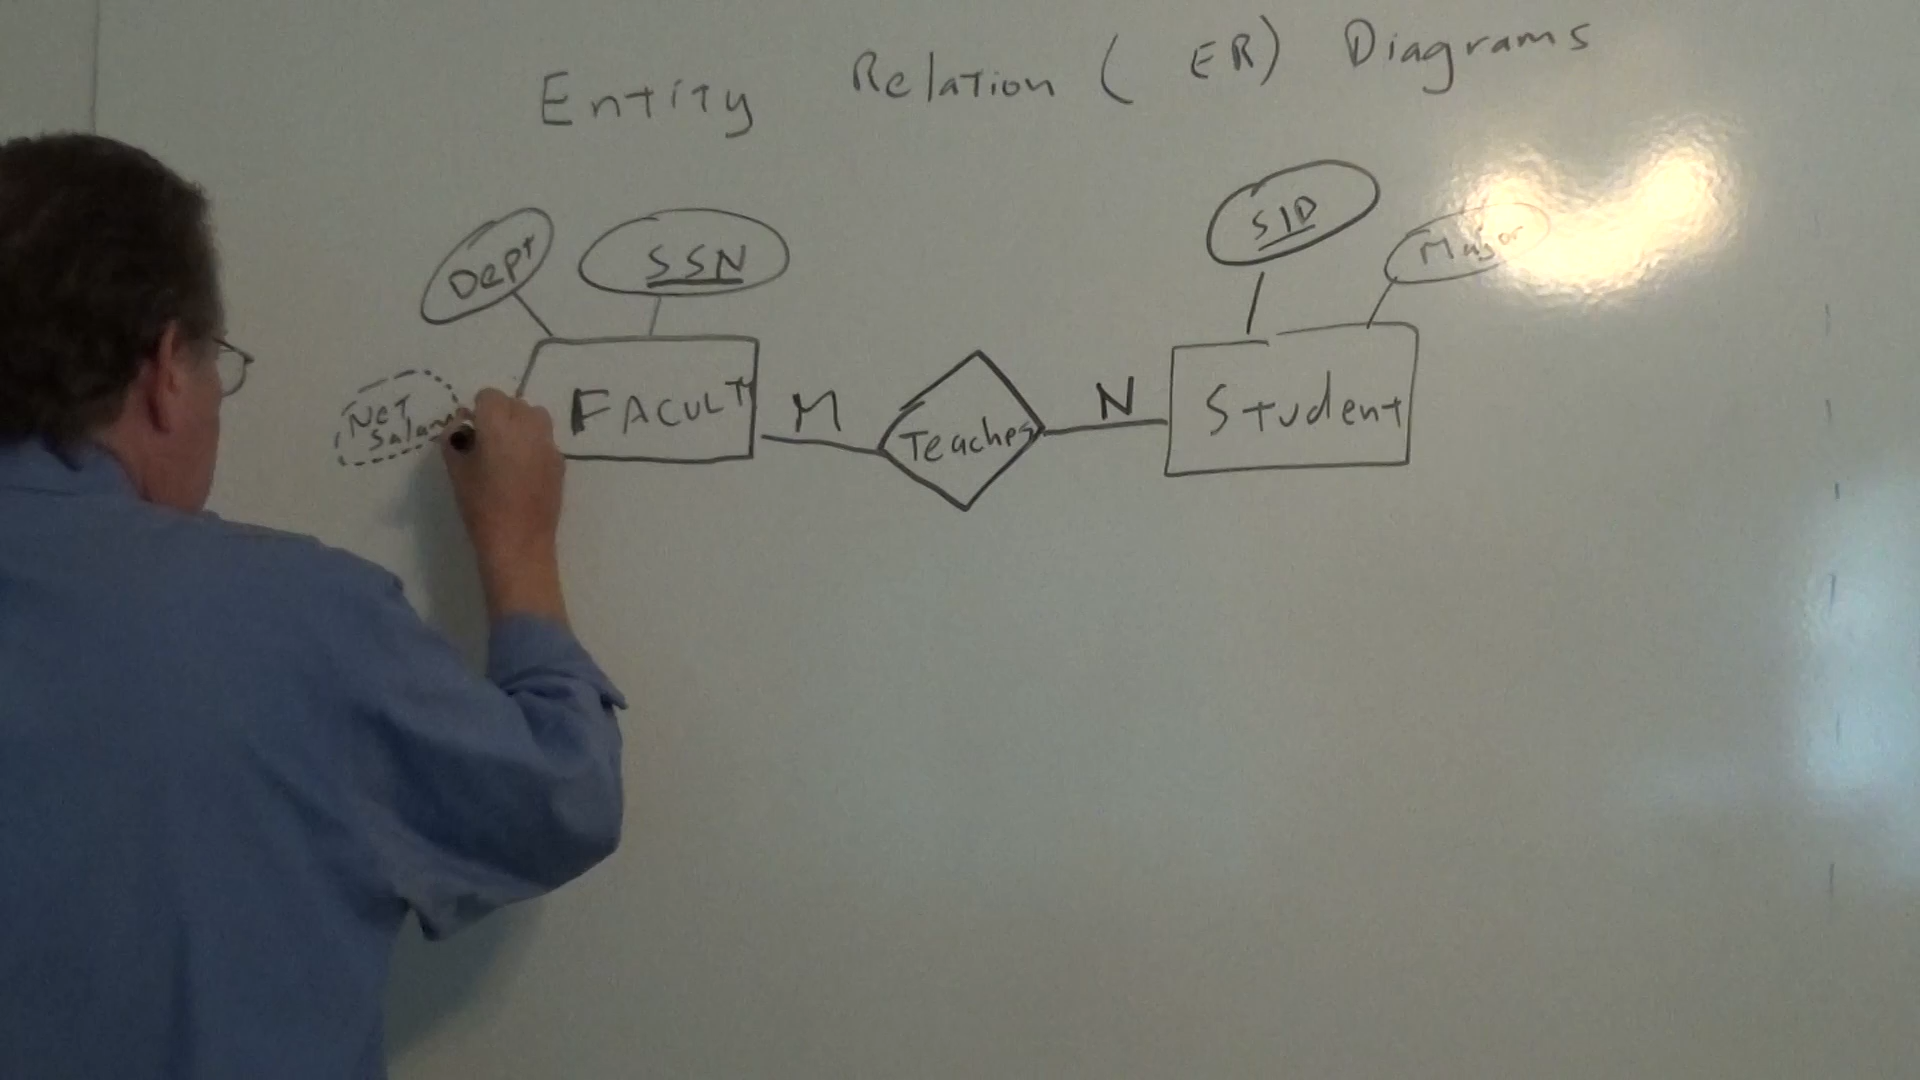 Entity Relation ( ER) Diagrams
Dept
SSN
SID
Major
Net
Salary
FACULTY
M
Teaches
N
Student